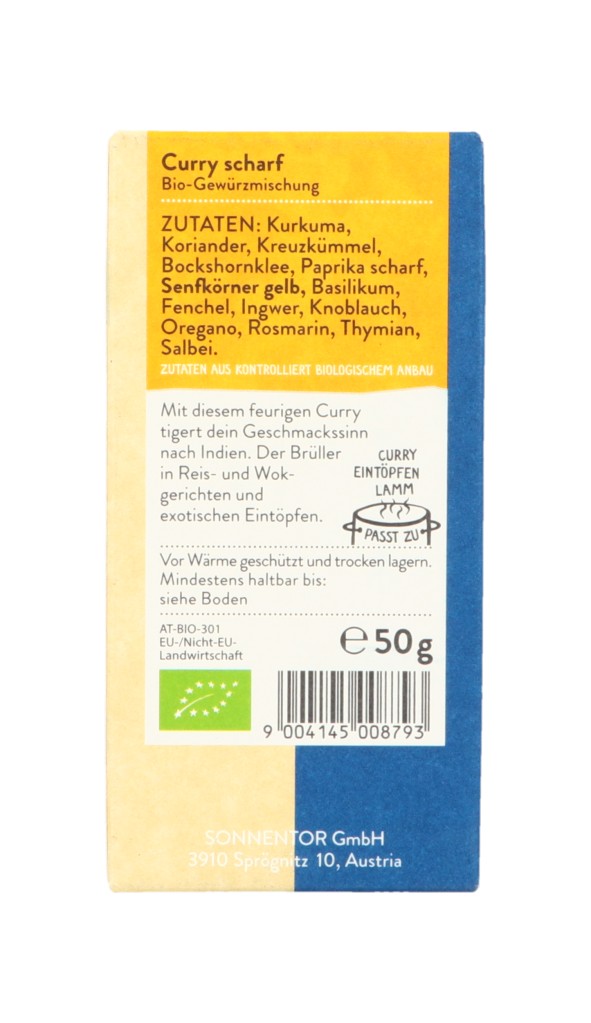 Curry scharf
Bio-Gewürzmischung
ZUTATEN: Kurkuma,
Koriander, Kreuzkümmel,
Bockshornklee, Paprika scharf,
Senfkörner gelb, Basilikum,
Fenchel, Ingwer, Knoblauch,
Oregano, Rosmarin, Thymian,
Salbei.
ZUTATEN AUS KONTROLLIERT BIOLOGISCHEM ANBAU
Mit diesem feurigen Curry
tigert dein Geschmackssinn
nach Indien. Der Brüller
in Reis- und Wok-
gerichten und
exotischen Eintöpfen.
CURRY
EINTÖPFEN
LAMM
PASST ZU
Vor Wärme geschützt und trocken lagern.
Mindestens haltbar bis:
siehe Boden
AT-BIO-301
EU-/Nicht-EU-
Landwirtschaft
℮ 50 g
9 004145 008793
SONNENTOR GmbH
3910 Sprögnitz 10, Austria